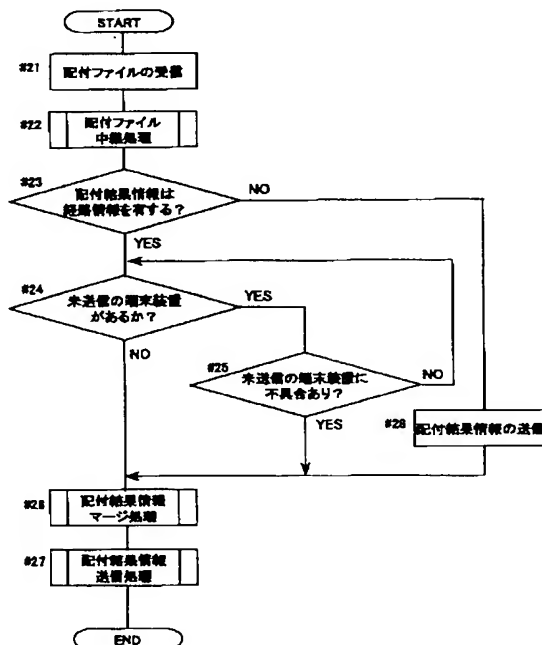 START
#21
配付ファイルの受信
#22
配付ファイル
中継処理
#23
配付結果情報は
経路情報を有する？
NO
YES
#24
未送信の端末装置
があるか？
YES
NO
#25
未送信の端末装置に
不具合あり？
NO
YES
#28
配付結果情報の送信
#26
配付結果情報
マージ処理
#27
配付結果情報
送信処理
END